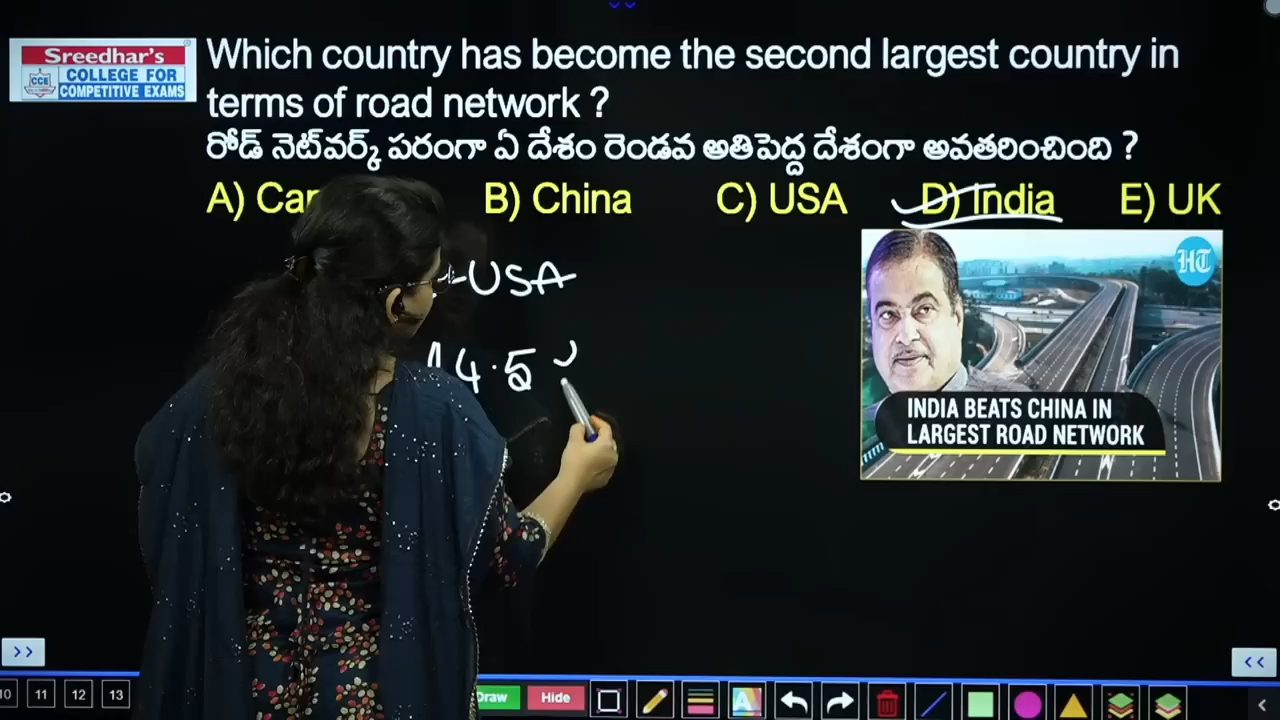 Sreedhar's
COLLEGE FOR
CCE
COMPETITIVE EXAMS
Which country has become the second largest country in
terms of road network ?
రోడ్ నెట్‌వర్క్ పరంగా ఏ దేశం రెండవ అతిపెద్ద దేశంగా అవతరించింది ?
A) B) China C) USA D) India E) UK
USA
HT
4.5
INDIA BEATS CHINA IN
LARGEST ROAD NETWORK
>>
<<
10 11 12 13 Draw Hide A